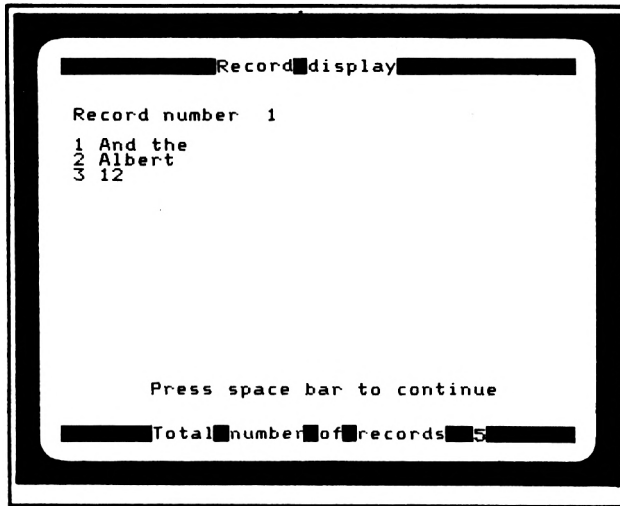 Record display
Record number 1
1 And the
2 Albert
3 12
Press space bar to continue
Total number of records 5